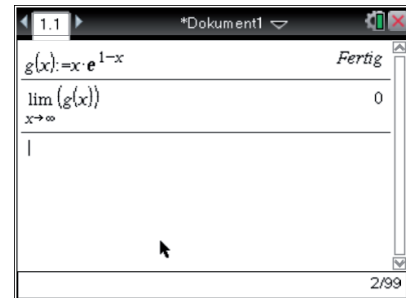 1.1 *Dokument1
g(x):=x·e^{1−x} Fertig
lim (g(x)) 0
x→∞
2/99